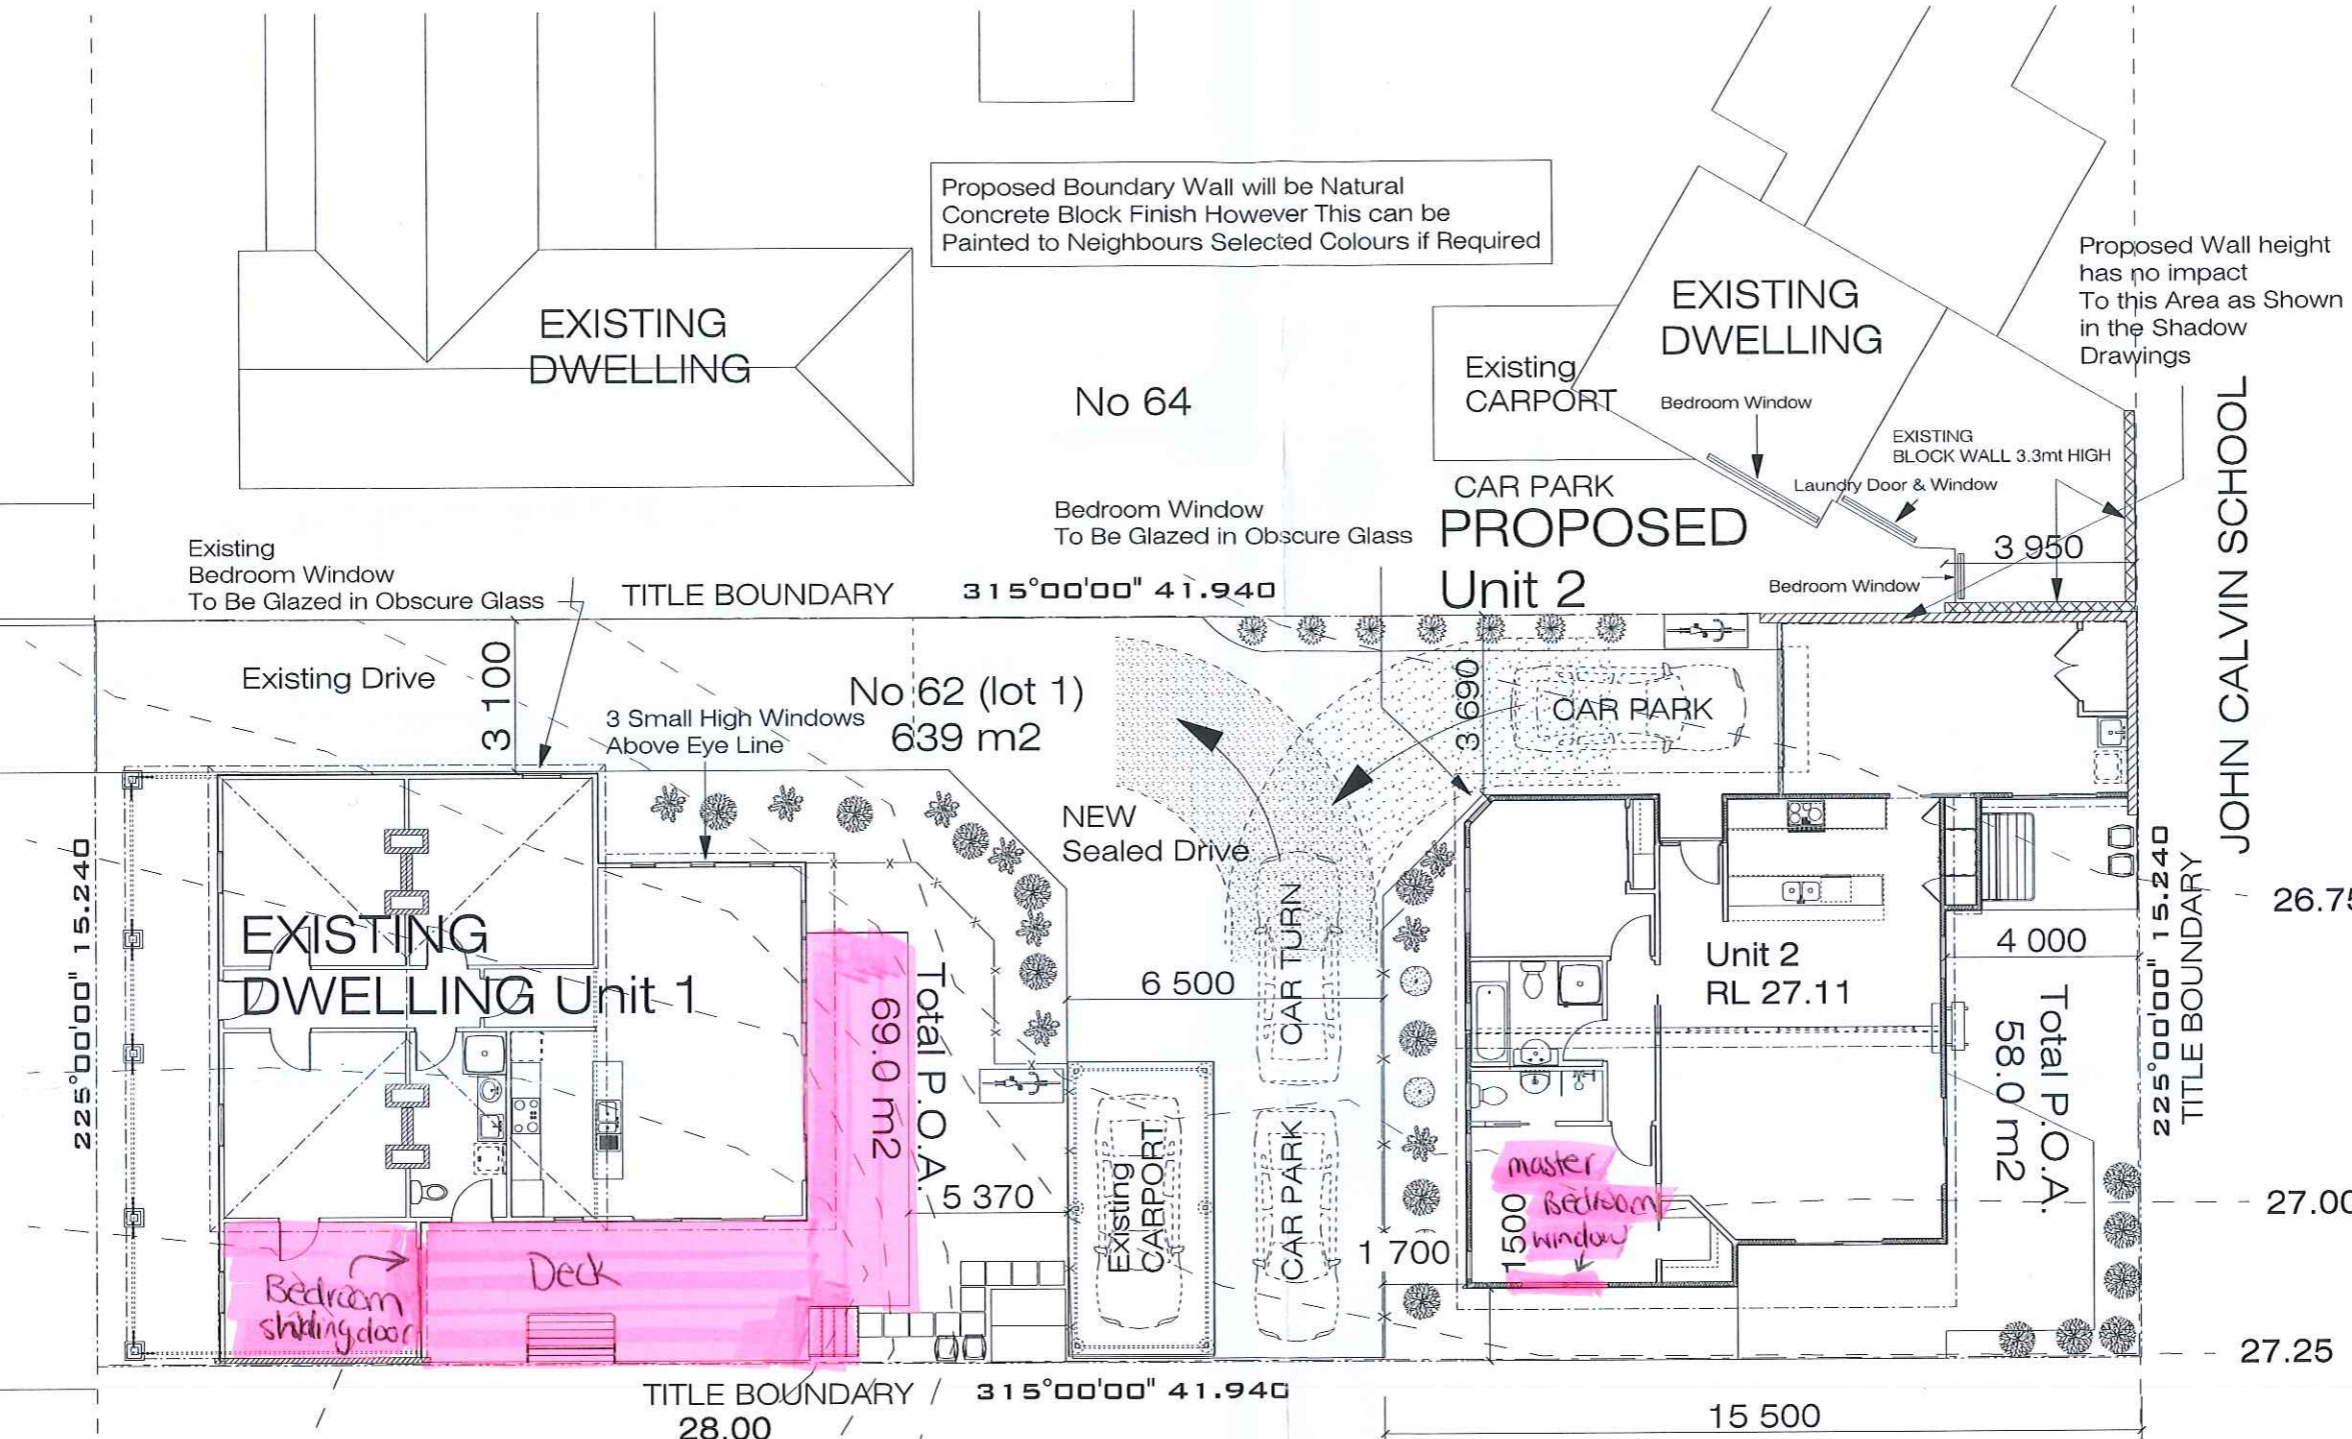 Proposed Boundary Wall will be Natural
Concrete Block Finish However This can be
Painted to Neighbours Selected Colours if Required
Proposed Wall height
has no impact
To this Area as Shown
in the Shadow
Drawings
EXISTING
DWELLING
EXISTING
DWELLING
Existing
CARPORT
No 64
Bedroom Window
EXISTING
BLOCK WALL 3.3mt HIGH
Laundry Door & Window
3 950
Bedroom Window
JOHN CALVIN SCHOOL
CAR PARK
PROPOSED
Unit 2
Bedroom Window
To Be Glazed in Obscure Glass
Existing
Bedroom Window
To Be Glazed in Obscure Glass
TITLE BOUNDARY 315°00'00" 41.940
Existing Drive
3 100
No 62 (lot 1)
639 m2
3 Small High Windows
Above Eye Line
3 690
CAR PARK
NEW
Sealed Drive
CAR TURN
225°00'00" 15.240
EXISTING
DWELLING Unit 1
Total P.O.A.
69.0 m2
6 500
Unit 2
RL 27.11
4 000
Total P.O.A.
58.0 m2
225°00'00" 15.240
TITLE BOUNDARY
26.75
5 370
Existing
CARPORT
CAR PARK
1 700
1500
master
Bedroom
window
27.00
Bedroom
sliding door
Deck
27.25
TITLE BOUNDARY 315°00'00" 41.940
28.00
15 500